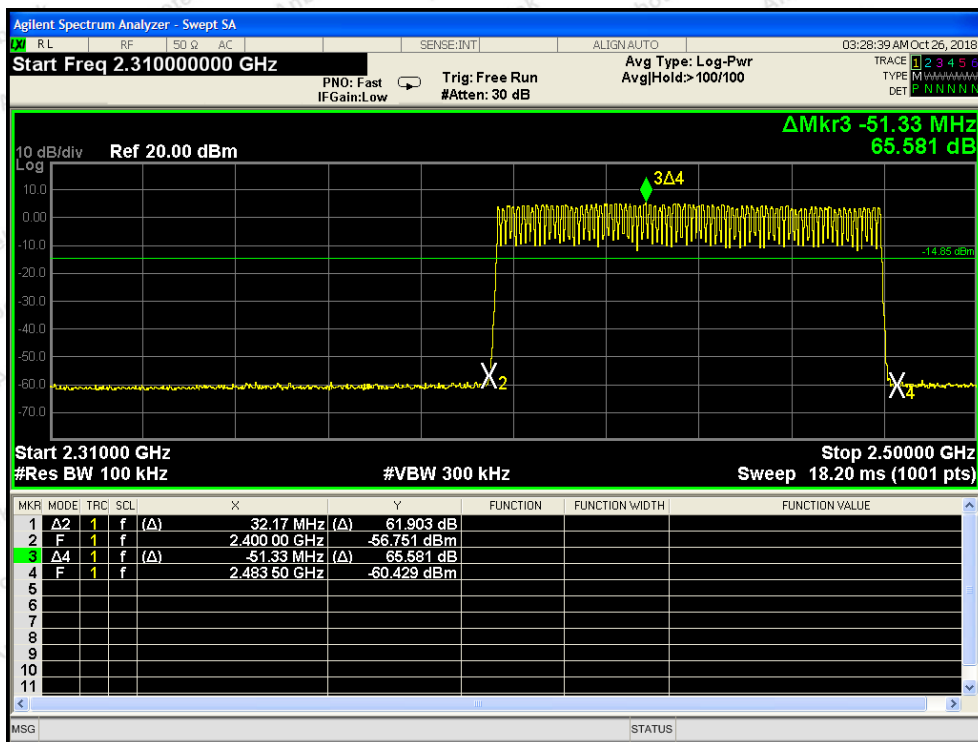 Agilent Spectrum Analyzer - Swept SA
LXI RL RF 50 Ω AC SENSE:INT ALIGN AUTO 03:28:39 AM Oct 26, 2018
Start Freq 2.310000000 GHz Avg Type: Log-Pwr TRACE 1 2 3 4 5 6
PNO: Fast Trig: Free Run Avg|Hold:>100/100 TYPE M
IFGain:Low #Atten: 30 dB DET P N N N N N
ΔMkr3 -51.33 MHz
10 dB/div Ref 20.00 dBm 65.581 dB
Log
3Δ4
10.0
0.00
-10.0
-14.85 dBm
-20.0
-30.0
-40.0
-50.0
-60.0
2
4
-70.0
Start 2.31000 GHz Stop 2.50000 GHz
#Res BW 100 kHz #VBW 300 kHz Sweep 18.20 ms (1001 pts)
MKR MODE TRC SCL X Y FUNCTION FUNCTION WIDTH FUNCTION VALUE
1 Δ2 1 f (Δ) 32.17 MHz (Δ) 61.903 dB
2 F 1 f 2.400 00 GHz -56.751 dBm
3 Δ4 1 f (Δ) -51.33 MHz (Δ) 65.581 dB
4 F 1 f 2.483 50 GHz -60.429 dBm
5
6
7
8
9
10
11
MSG STATUS